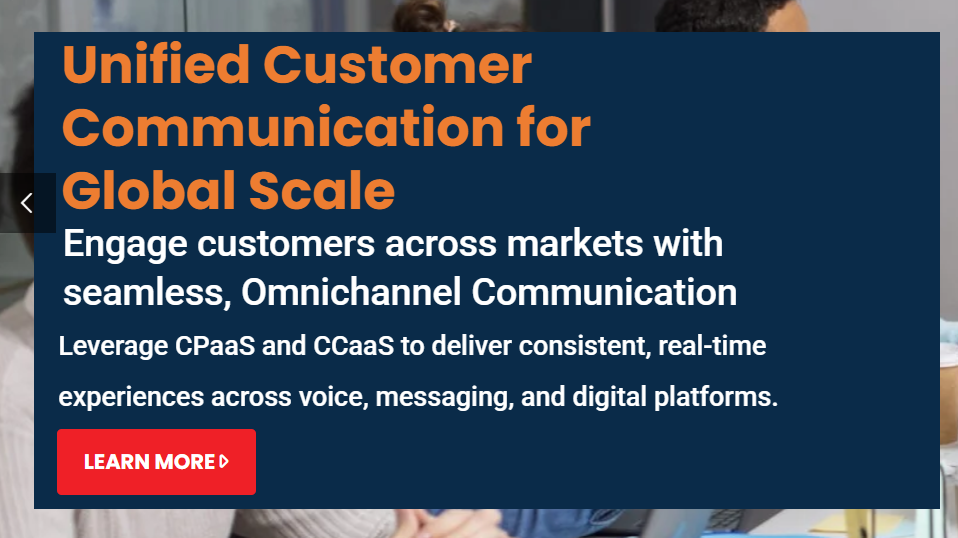 Unified Customer
Communication for
Global Scale
Engage customers across markets with
seamless, Omnichannel Communication
Leverage CPaaS and CCaaS to deliver consistent, real-time
experiences across voice, messaging, and digital platforms.
LEARN MORE